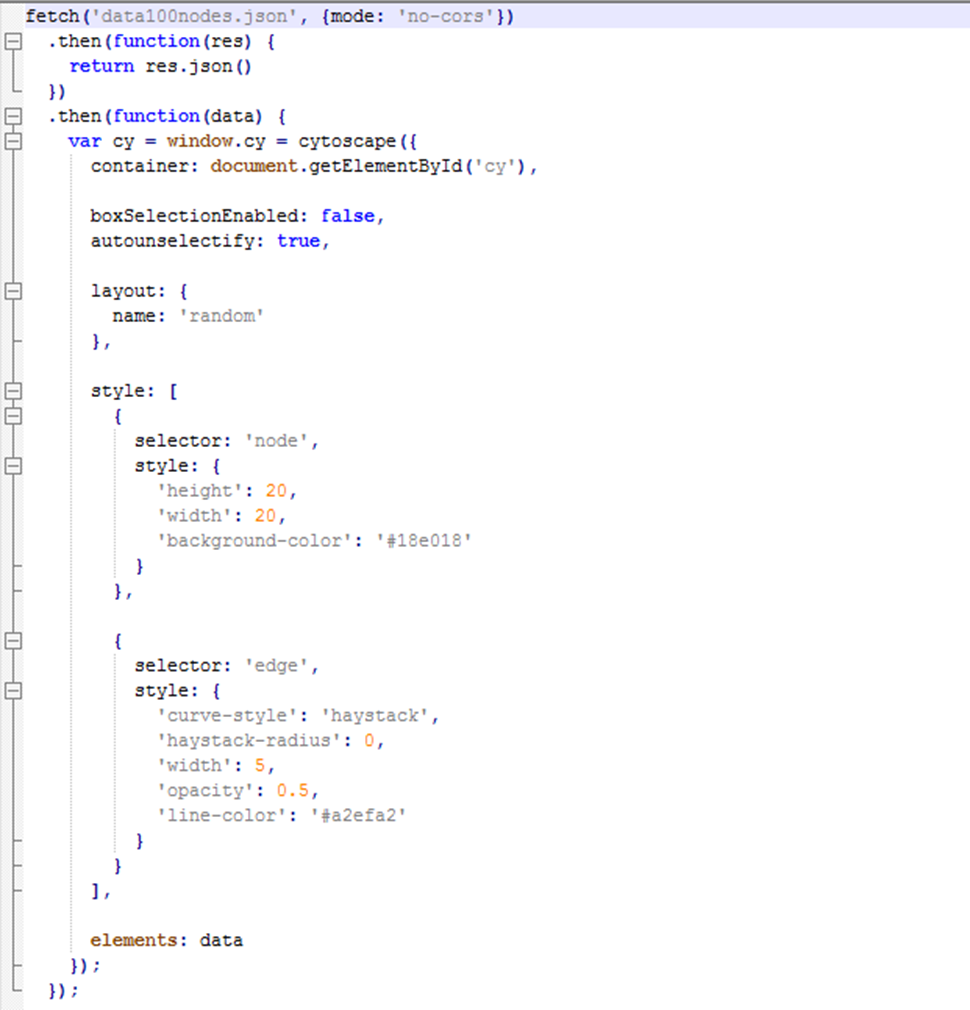 fetch('data100nodes.json', {mode: 'no-cors'})
  .then(function(res) {
    return res.json()
  })
  .then(function(data) {
    var cy = window.cy = cytoscape({
      container: document.getElementById('cy'),

      boxSelectionEnabled: false,
      autounselectify: true,

      layout: {
        name: 'random'
      },

      style: [
        {
          selector: 'node',
          style: {
            'height': 20,
            'width': 20,
            'background-color': '#18e018'
          }
        },

        {
          selector: 'edge',
          style: {
            'curve-style': 'haystack',
            'haystack-radius': 0,
            'width': 5,
            'opacity': 0.5,
            'line-color': '#a2efa2'
          }
        }
      ],

      elements: data
    });
  });